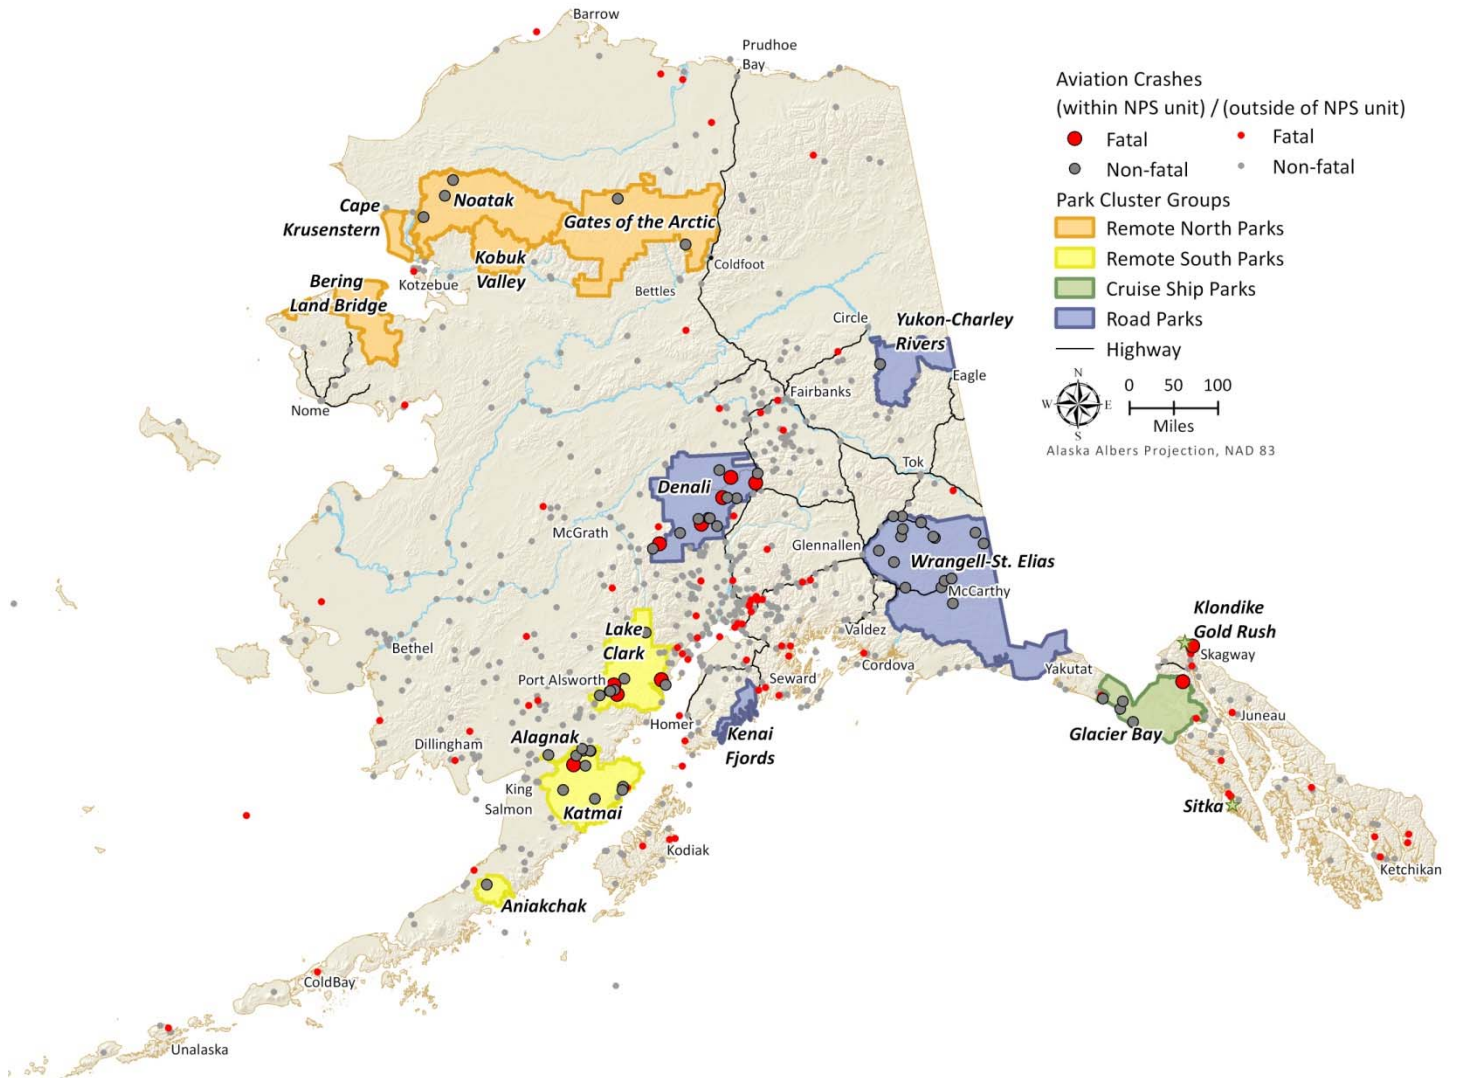 Barrow
Prudhoe
Bay
Aviation Crashes
(within NPS unit) / (outside of NPS unit)
Fatal
Fatal
Non-fatal
Non-fatal
Park Cluster Groups
Remote North Parks
Remote South Parks
Cruise Ship Parks
Road Parks
Highway
N
W
E
S
0 50 100
Miles
Alaska Albers Projection, NAD 83
Noatak
Cape
Krusenstern
Gates of the Arctic
Kobuk
Valley
Coldfoot
Kotzebue
Bettles
Bering
Land Bridge
Circle
Yukon-Charley
Rivers
Eagle
Fairbanks
Nome
Tok
Denali
McGrath
Glennallen
Wrangell-St. Elias
McCarthy
Klondike
Gold Rush
Skagway
Lake
Clark
Bethel
Valdez
Cordova
Yakutat
Port Alsworth
Seward
Juneau
Homer
Glacier Bay
Alagnak
Dillingham
Kenai
Fjords
King
Salmon
Katmai
Sitka
Kodiak
Ketchikan
Aniakchak
ColdBay
Unalaska